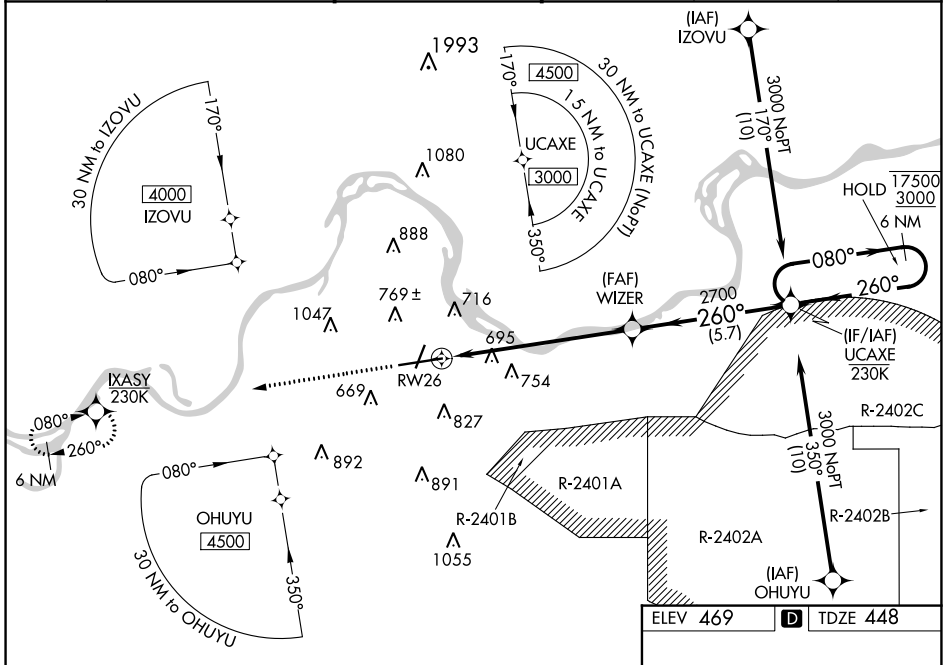 (IAF)
IZOVU
1993
4500
30 NM to UCAXE (NoPT)
170°
15 NM to UCAXE
UCAXE
3000
350°
3000 NoPT
170°
(10)
30 NM to IZOVU
170°
4000
IZOVU
080°
1080
HOLD
17500
3000
6 NM
080°
260°
888
(FAF)
WIZER
2700
260°
(5.7)
1047
769 ±
716
695
(IF/IAF)
UCAXE
230K
RW26
754
IXASY
230K
669
827
080°
260°
6 NM
R-2402C
3000 NoPT
350°
(10)
892
891
080°
OHUYU
4500
350°
30 NM to OHUYU
R-2401A
R-2401B
R-2402B
R-2402A
1055
(IAF)
OHUYU
ELEV 469 D TDZE 448